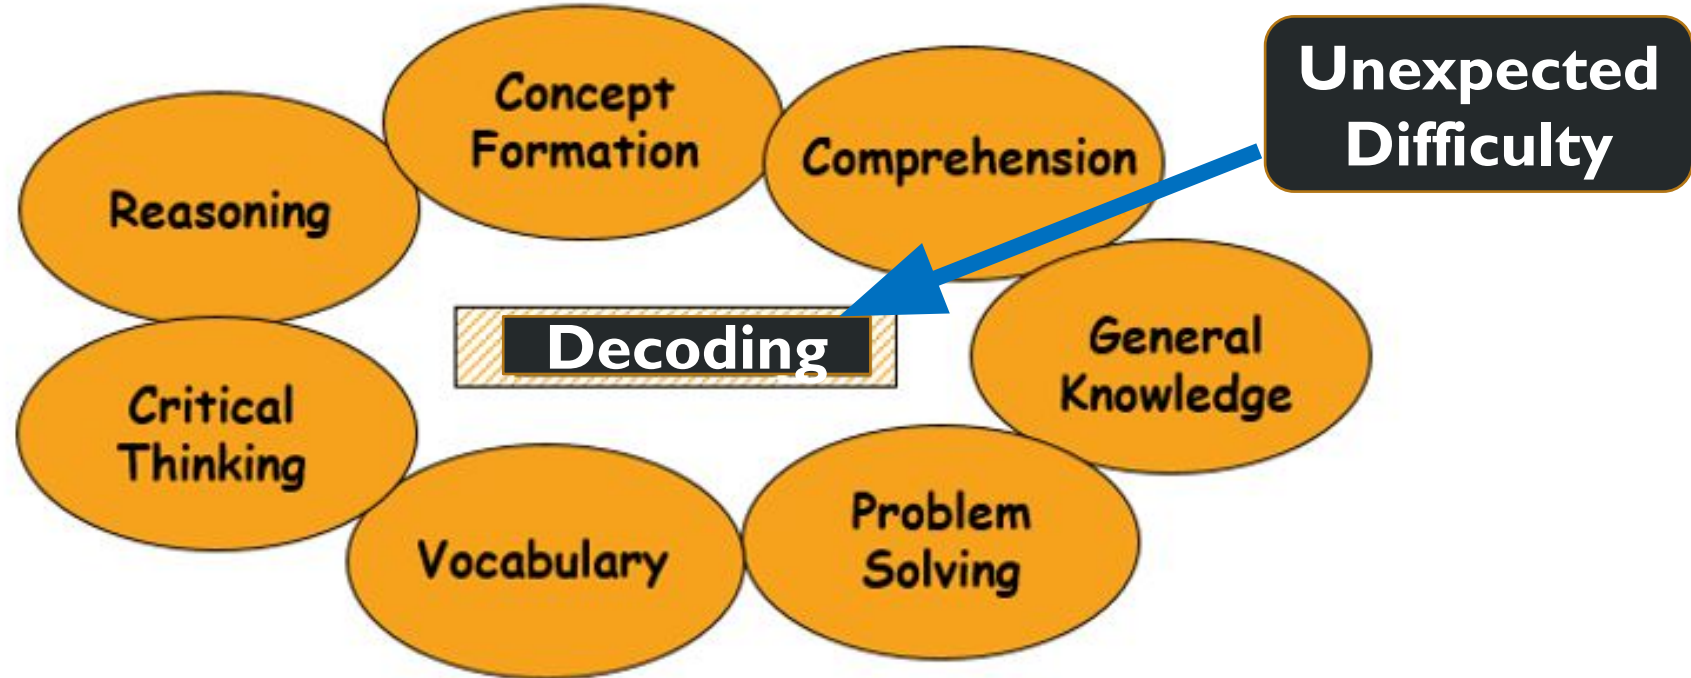 Concept
Formation
Comprehension
Unexpected
Difficulty
Reasoning
Decoding
General
Knowledge
Critical
Thinking
Vocabulary
Problem
Solving